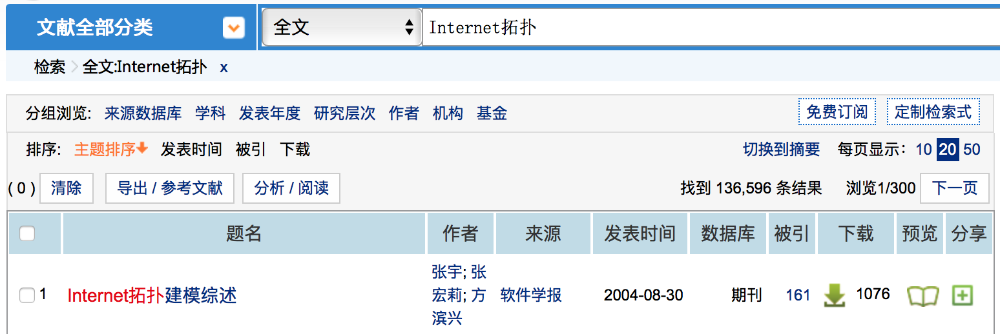 文献全部分类 全文 Internet拓扑
检索 > 全文:Internet拓扑 x
分组浏览: 来源数据库 学科 发表年度 研究层次 作者 机构 基金 免费订阅 定制检索式
排序: 主题排序 发表时间 被引 下载 切换到摘要 每页显示: 10 20 50
( 0 ) 清除 导出 / 参考文献 分析 / 阅读 找到 136,596 条结果 浏览1/300 下一页
题名 作者 来源 发表时间 数据库 被引 下载 预览 分享
1 Internet拓扑建模综述 张宇; 张宏莉; 方滨兴 软件学报 2004-08-30 期刊 161 1076